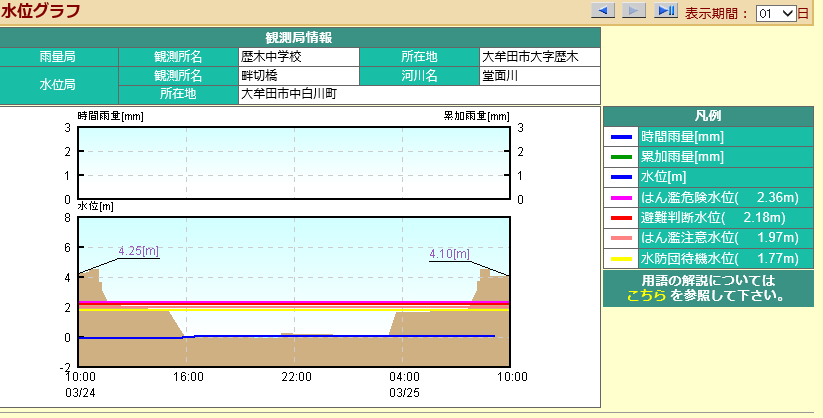 水位グラフ
表示期間： 01 日
観測局情報
雨量局 観測所名 歴木中学校 所在地 大牟田市大字歴木
水位局 観測所名 畔切橋 河川名 堂面川
所在地 大牟田市中白川町
時間雨量[mm] 累加雨量[mm]
3 3
2 2
1 1
0 0
水位[m]
8
6
4.25[m] 4.10[m]
4
2
0
-2
10:00 16:00 22:00 04:00 10:00
03/24 03/25
凡例
時間雨量[mm]
累加雨量[mm]
水位[m]
はん濫危険水位( 2.36m)
避難判断水位( 2.18m)
はん濫注意水位( 1.97m)
水防団待機水位( 1.77m)
用語の解説については
こちら を参照して下さい。